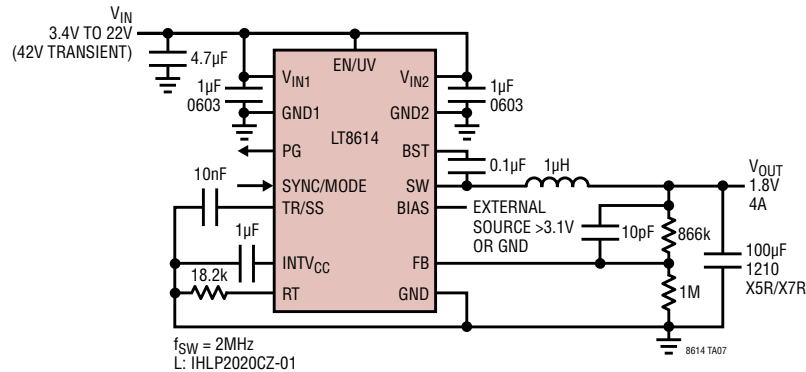 VIN
3.4V TO 22V
(42V TRANSIENT)
4.7µF
EN/UV
VIN1
VIN2
1µF
0603
1µF
0603
GND1
GND2
LT8614
PG
BST
0.1µF
1µH
10nF
SYNC/MODE
SW
VOUT
1.8V
4A
TR/SS
BIAS
EXTERNAL
SOURCE >3.1V
OR GND
10pF
866k
1µF
INTVCC
FB
100µF
1210
X5R/X7R
18.2k
RT
GND
1M
fSW = 2MHz
L: IHLP2020CZ-01
8614 TA07